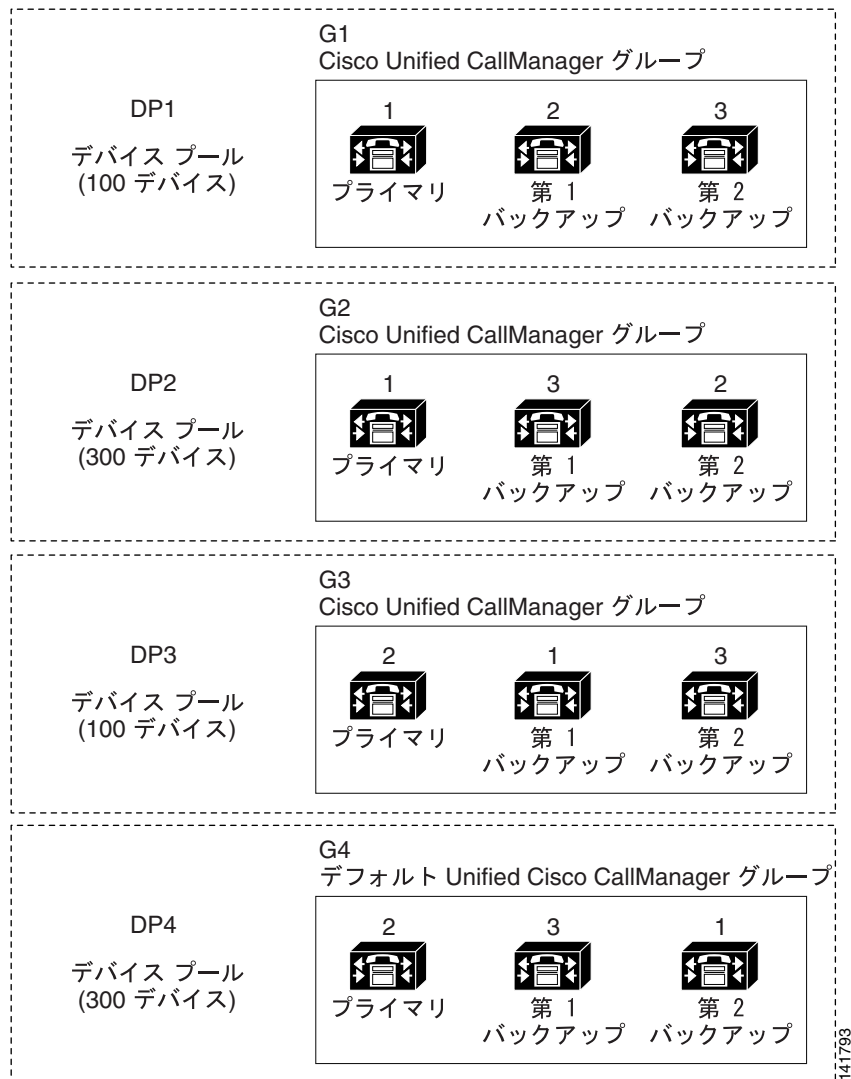 G1
Cisco Unified CallManager グループ
DP1
デバイス プール
(100 デバイス)
1 2 3
プライマリ 第 1 第 2
バックアップ バックアップ
G2
Cisco Unified CallManager グループ
DP2
デバイス プール
(300 デバイス)
1 3 2
プライマリ 第 1 第 2
バックアップ バックアップ
G3
Cisco Unified CallManager グループ
DP3
デバイス プール
(100 デバイス)
2 1 3
プライマリ 第 1 第 2
バックアップ バックアップ
G4
デフォルト Unified Cisco CallManager グループ
DP4
デバイス プール
(300 デバイス)
2 3 1
プライマリ 第 1 第 2
バックアップ バックアップ
141793